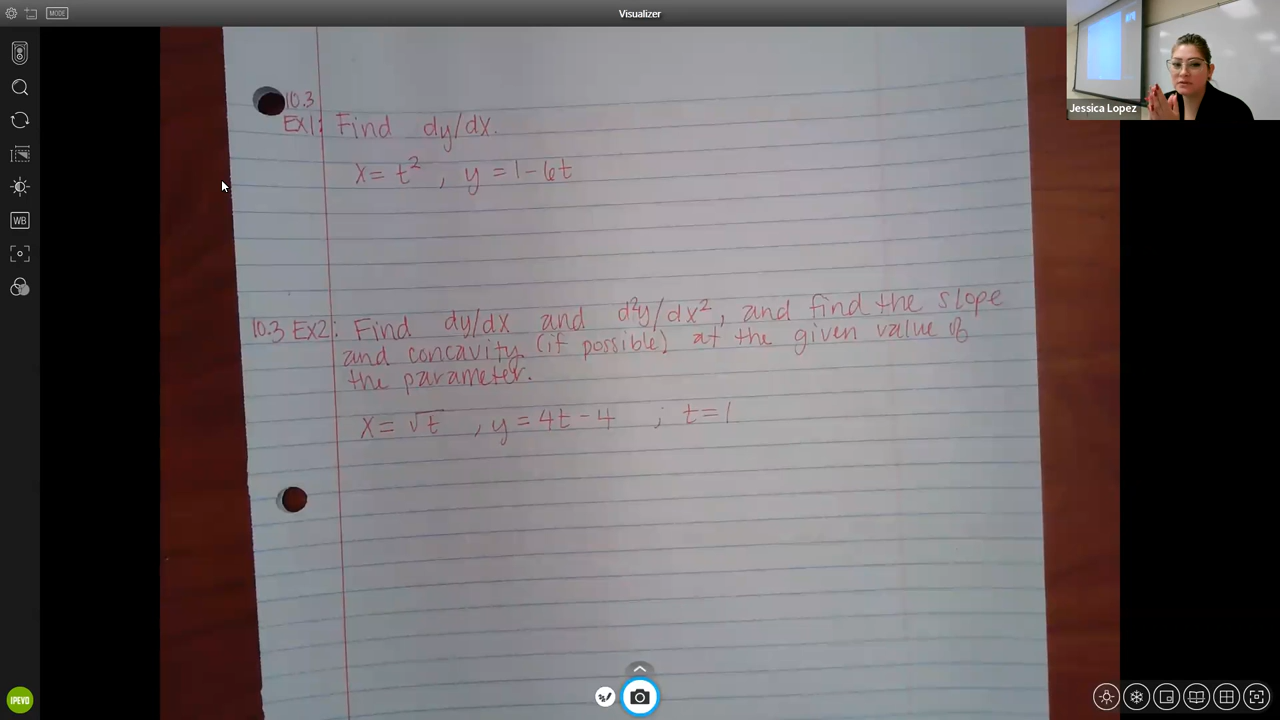 MODE
Visualizer
Jessica Lopez
WB
10.3
Ex1: Find dy/dx.
x = t², y = 1 - 6t
10.3 Ex2: Find dy/dx and d²y/dx², and find the slope
and concavity (if possible) at the given value of
the parameter.
x = √t , y = 4t - 4 ; t = 1
IPEVO